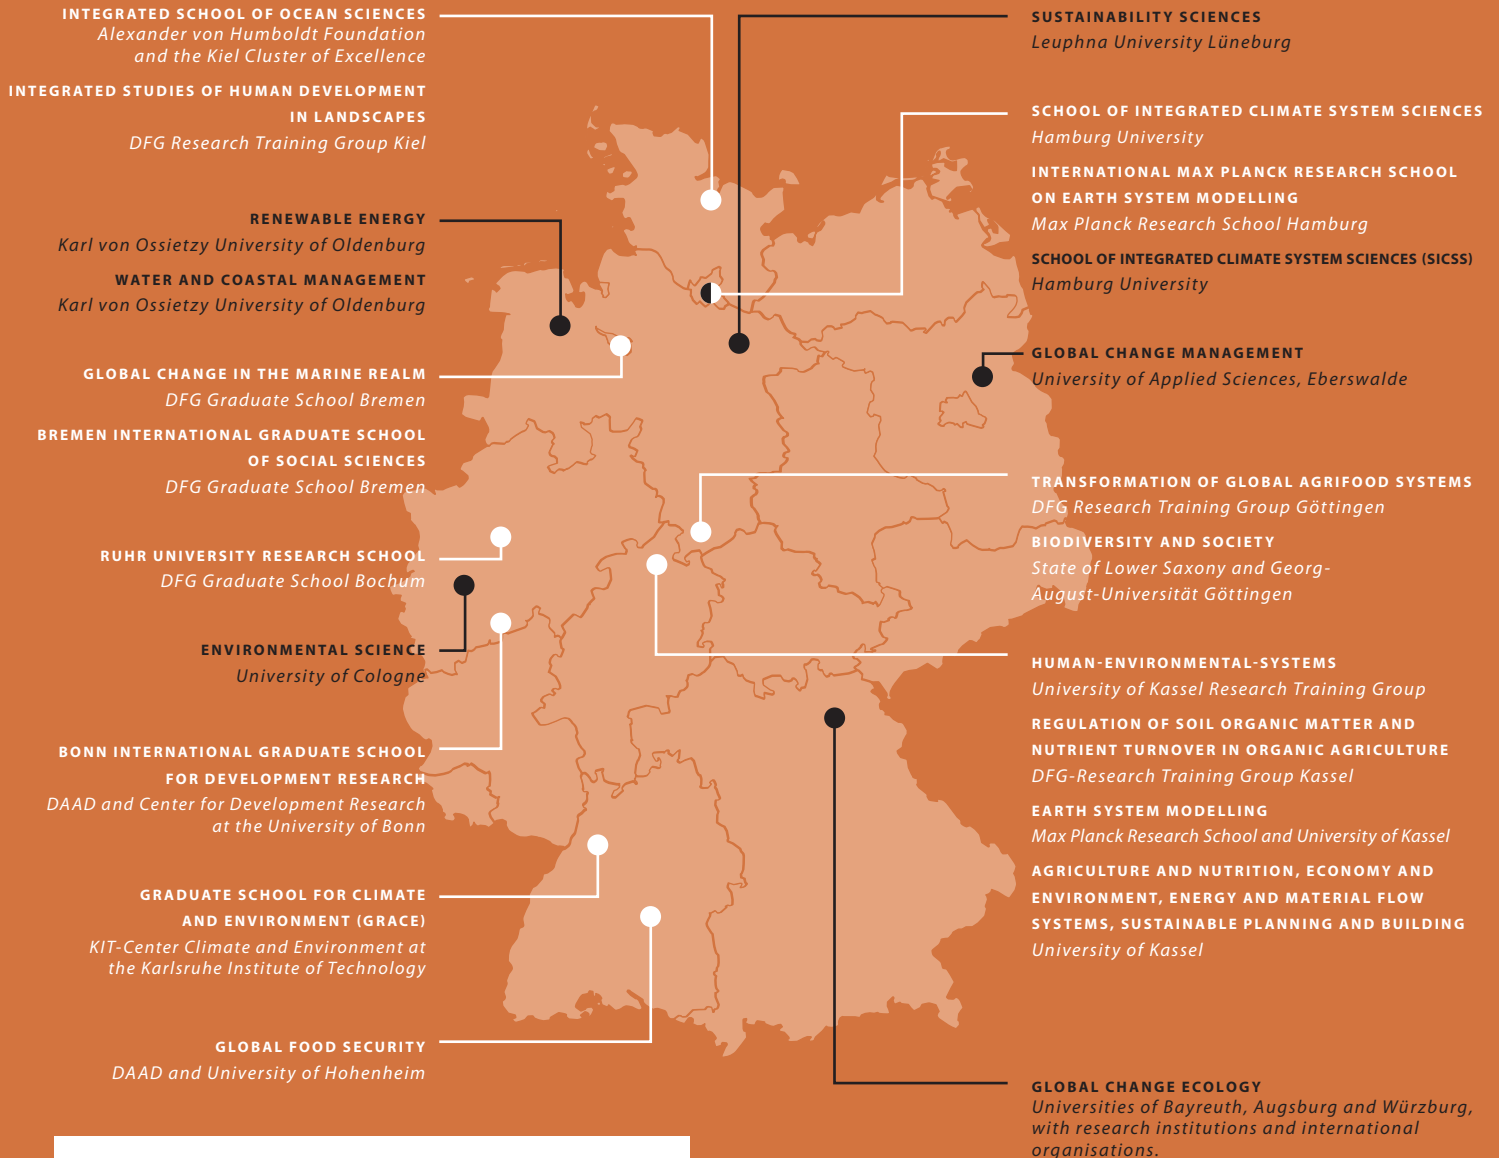 INTEGRATED SCHOOL OF OCEAN SCIENCES
Alexander von Humboldt Foundation
and the Kiel Cluster of Excellence
INTEGRATED STUDIES OF HUMAN DEVELOPMENT
IN LANDSCAPES
DFG Research Training Group Kiel
RENEWABLE ENERGY
Karl von Ossietzy University of Oldenburg
WATER AND COASTAL MANAGEMENT
Karl von Ossietzy University of Oldenburg
GLOBAL CHANGE IN THE MARINE REALM
DFG Graduate School Bremen
BREMEN INTERNATIONAL GRADUATE SCHOOL
OF SOCIAL SCIENCES
DFG Graduate School Bremen
RUHR UNIVERSITY RESEARCH SCHOOL
DFG Graduate School Bochum
ENVIRONMENTAL SCIENCE
University of Cologne
BONN INTERNATIONAL GRADUATE SCHOOL
FOR DEVELOPMENT RESEARCH
DAAD and Center for Development Research
at the University of Bonn
GRADUATE SCHOOL FOR CLIMATE
AND ENVIRONMENT (GRACE)
KIT-Center Climate and Environment at
the Karlsruhe Institute of Technology
GLOBAL FOOD SECURITY
DAAD and University of Hohenheim
SUSTAINABILITY SCIENCES
Leuphna University Lüneburg
SCHOOL OF INTEGRATED CLIMATE SYSTEM SCIENCES
Hamburg University
INTERNATIONAL MAX PLANCK RESEARCH SCHOOL
ON EARTH SYSTEM MODELLING
Max Planck Research School Hamburg
SCHOOL OF INTEGRATED CLIMATE SYSTEM SCIENCES (SICSS)
Hamburg University
GLOBAL CHANGE MANAGEMENT
University of Applied Sciences, Eberswalde
TRANSFORMATION OF GLOBAL AGRIFOOD SYSTEMS
DFG Research Training Group Göttingen
BIODIVERSITY AND SOCIETY
State of Lower Saxony and Georg-
August-Universität Göttingen
HUMAN-ENVIRONMENTAL-SYSTEMS
University of Kassel Research Training Group
REGULATION OF SOIL ORGANIC MATTER AND
NUTRIENT TURNOVER IN ORGANIC AGRICULTURE
DFG-Research Training Group Kassel
EARTH SYSTEM MODELLING
Max Planck Research School and University of Kassel
AGRICULTURE AND NUTRITION, ECONOMY AND
ENVIRONMENT, ENERGY AND MATERIAL FLOW
SYSTEMS, SUSTAINABLE PLANNING AND BUILDING
University of Kassel
GLOBAL CHANGE ECOLOGY
Universities of Bayreuth, Augsburg and Würzburg,
with research institutions and international
organisations.